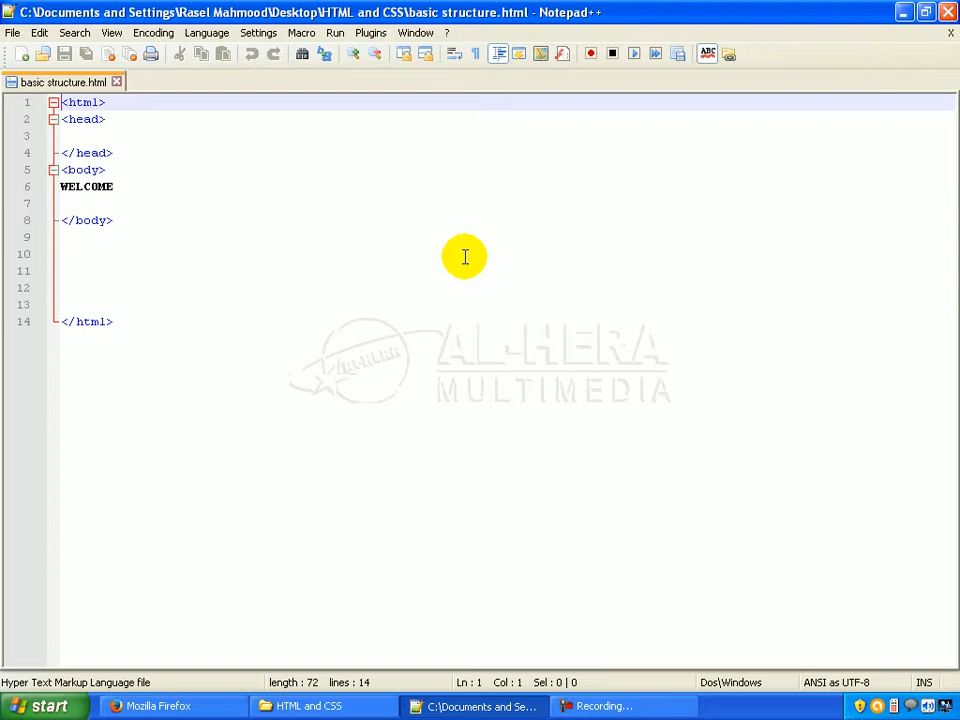 C:\Documents and Settings\Rasel Mahmood\Desktop\HTML and CSS\basic structure.html - Notepad++
File Edit Search View Encoding Language Settings Macro Run Plugins Window ? X
ABC
basic structure.html
1 <html>
2 <head>
3
4 </head>
5 <body>
6 WELCOME
7
8 </body>
9
10
11
12
13
14 </html>
AL-HERA
AL-HERA
MULTIMEDIA
Hyper Text Markup Language file length : 72 lines : 14 Ln : 1 Col : 1 Sel : 0 | 0 Dos\Windows ANSI as UTF-8 INS
start Mozilla Firefox HTML and CSS C:\Documents and Se... Recording...